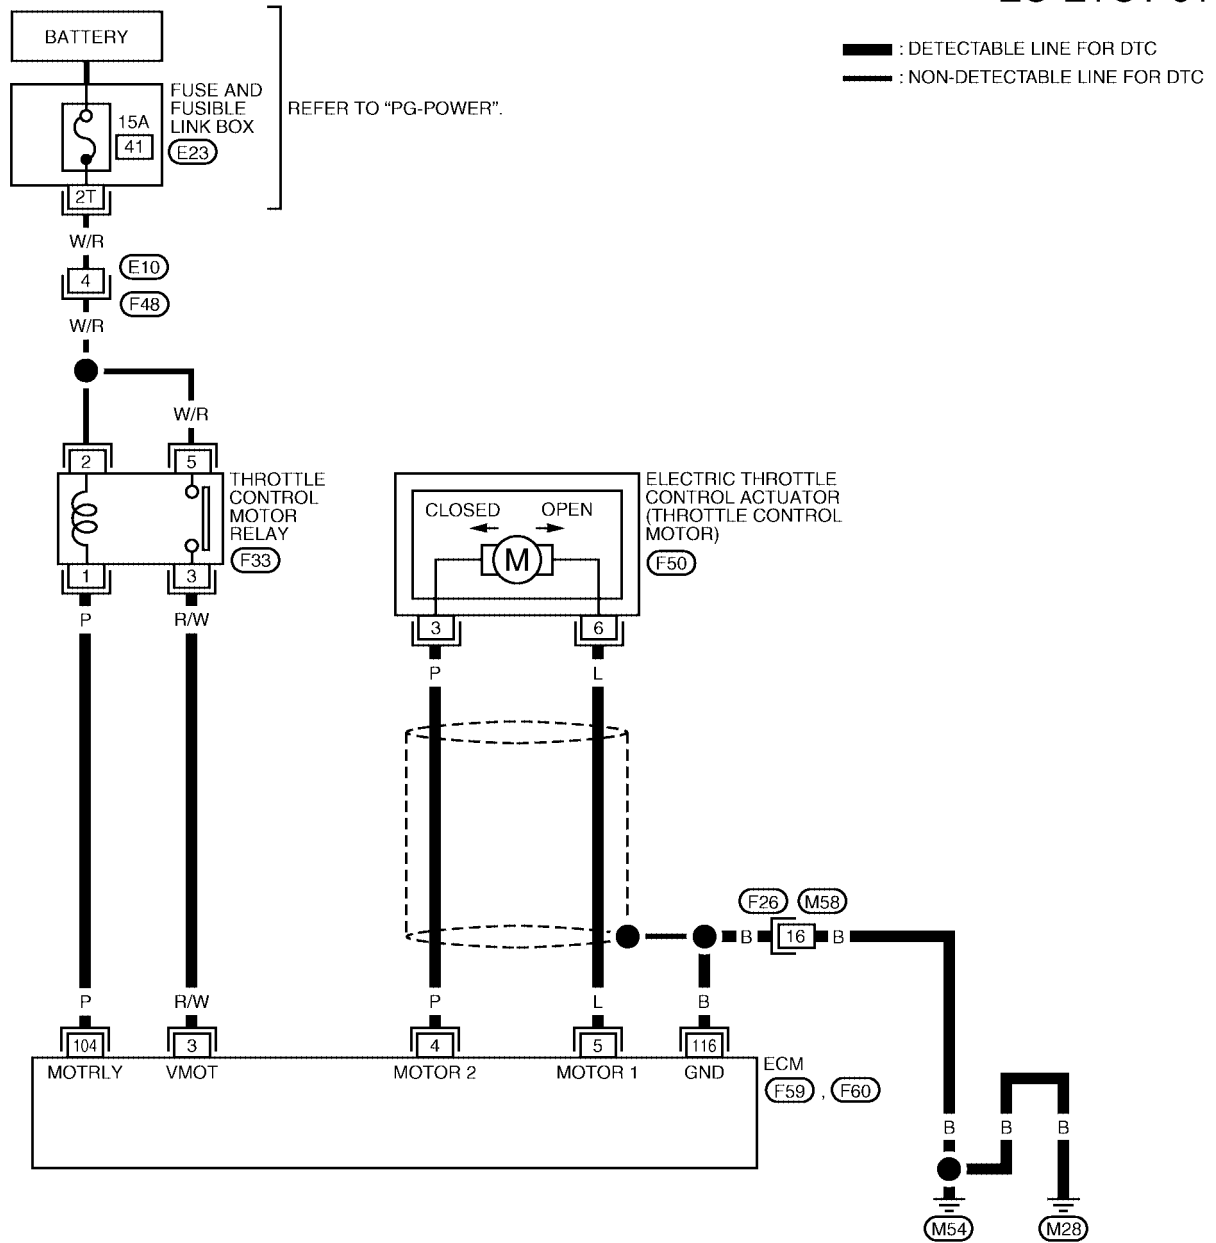 BATTERY
: DETECTABLE LINE FOR DTC
: NON-DETECTABLE LINE FOR DTC
FUSE AND
FUSIBLE
LINK BOX
E23
REFER TO “PG-POWER”.
15A
41
2T
W/R
4
E10
F48
W/R
W/R
2
5
THROTTLE
CONTROL
MOTOR
RELAY
F33
1
3
P
R/W
ELECTRIC THROTTLE
CONTROL ACTUATOR
(THROTTLE CONTROL
MOTOR)
F50
CLOSED
OPEN
M
3
6
P
L
F26
M58
B
16
B
P
R/W
P
L
B
104
3
4
5
116
MOTRLY
VMOT
MOTOR 2
MOTOR 1
GND
ECM
F59 , F60
B
B
B
M54
M28